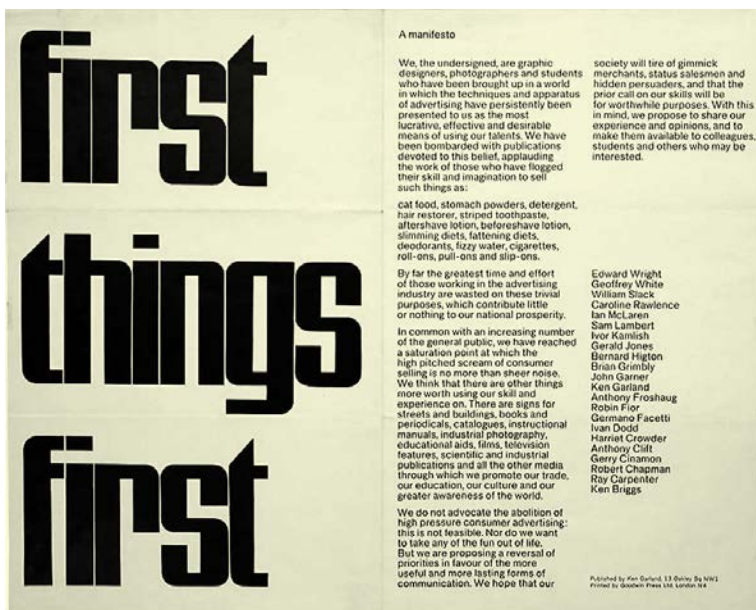 first
things
first
A manifesto
We, the undersigned, are graphic
designers, photographers and students
who have been brought up in a world
in which the techniques and apparatus
of advertising have persistently been
presented to us as the most
lucrative, effective and desirable
means of using our talents. We have
been bombarded with publications
devoted to this belief, applauding
the work of those who have flogged
their skill and imagination to sell
such things as:
cat food, stomach powders, detergent,
hair restorer, striped toothpaste,
aftershave lotion, beforeshave lotion,
slimming diets, fattening diets,
deodorants, fizzy water, cigarettes,
roll-ons, pull-ons and slip-ons.
By far the greatest time and effort
of those working in the advertising
industry are wasted on these trivial
purposes, which contribute little
or nothing to our national prosperity.
In common with an increasing number
of the general public, we have reached
a saturation point at which the
high pitched scream of consumer
selling is no more than sheer noise.
We think that there are other things
more worth using our skill and
experience on. There are signs for
streets and buildings, books and
periodicals, catalogues, instructional
manuals, industrial photography,
educational aids, films, television
features, scientific and industrial
publications and all the other media
through which we promote our trade,
our education, our culture and our
greater awareness of the world.
We do not advocate the abolition of
high pressure consumer advertising:
this is not feasible. Nor do we want
to take any of the fun out of life.
But we are proposing a reversal of
priorities in favour of the more
useful and more lasting forms of
communication. We hope that our
society will tire of gimmick
merchants, status salesmen and
hidden persuaders, and that the
prior call on our skills will be
for worthwhile purposes. With this
in mind, we propose to share our
experience and opinions, and to
make them available to colleagues,
students and others who may be
interested.
Edward Wright
Geoffrey White
William Slack
Caroline Rawlence
Ian McLaren
Sam Lambert
Ivor Kamlish
Gerald Jones
Bernard Higton
Brian Grimbly
John Garner
Ken Garland
Anthony Froshaug
Robin Fior
Germano Facetti
Ivan Dodd
Harriet Crowder
Anthony Clift
Gerry Cinamon
Robert Chapman
Ray Carpenter
Ken Briggs
Published by Ken Garland, 13 Oakley Sq NW1
Printed by Goodwin Press Ltd. London N4